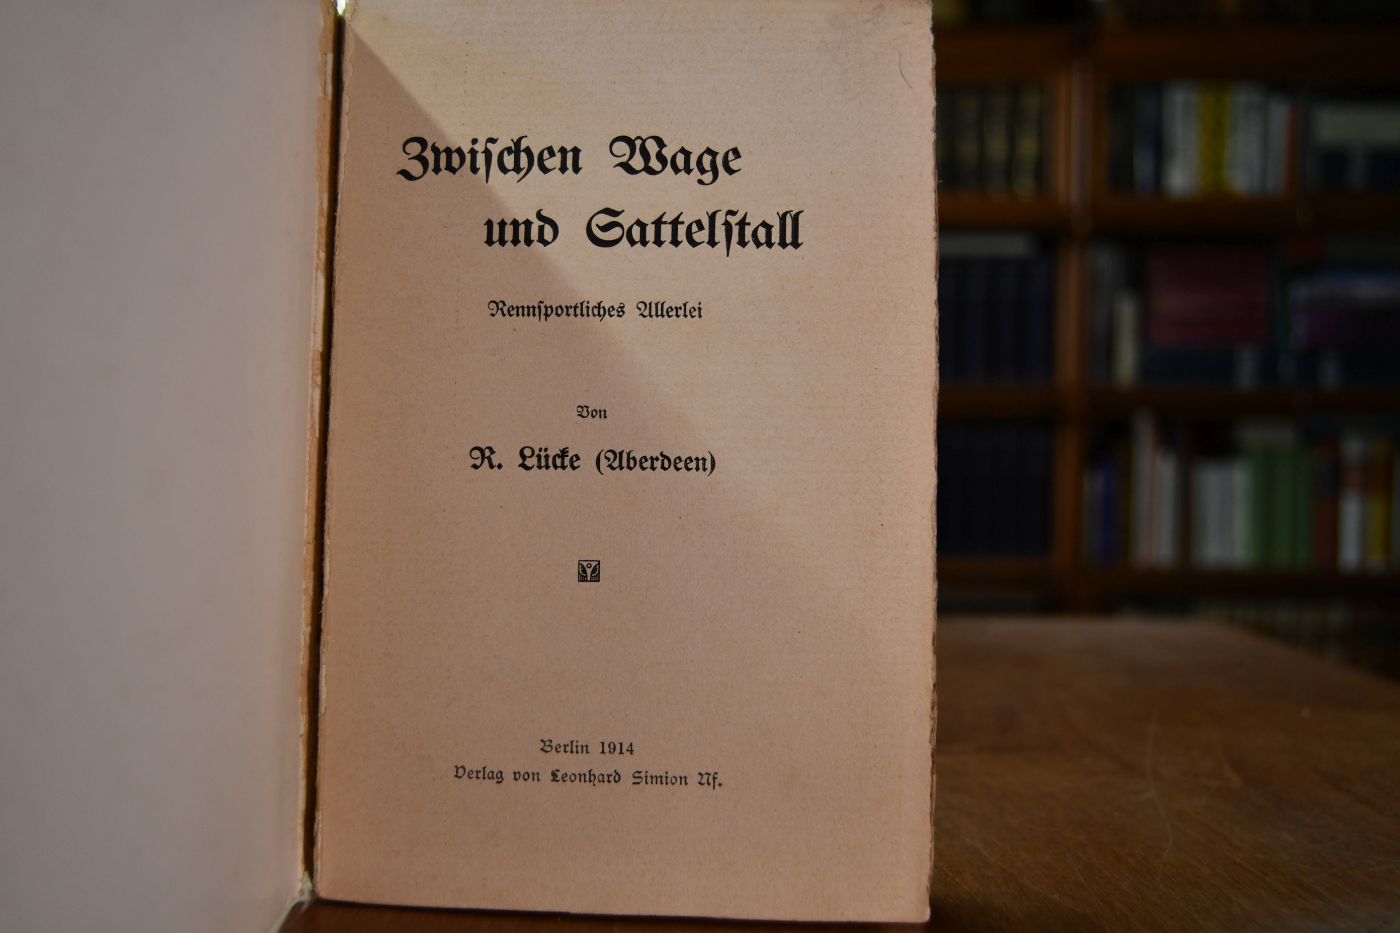 Zwiſchen Wage
und Sattelſtall
Rennſportliches Allerlei
Von
R. Lücke (Aberdeen)
Berlin 1914
Verlag von Leonhard Simion Nf.